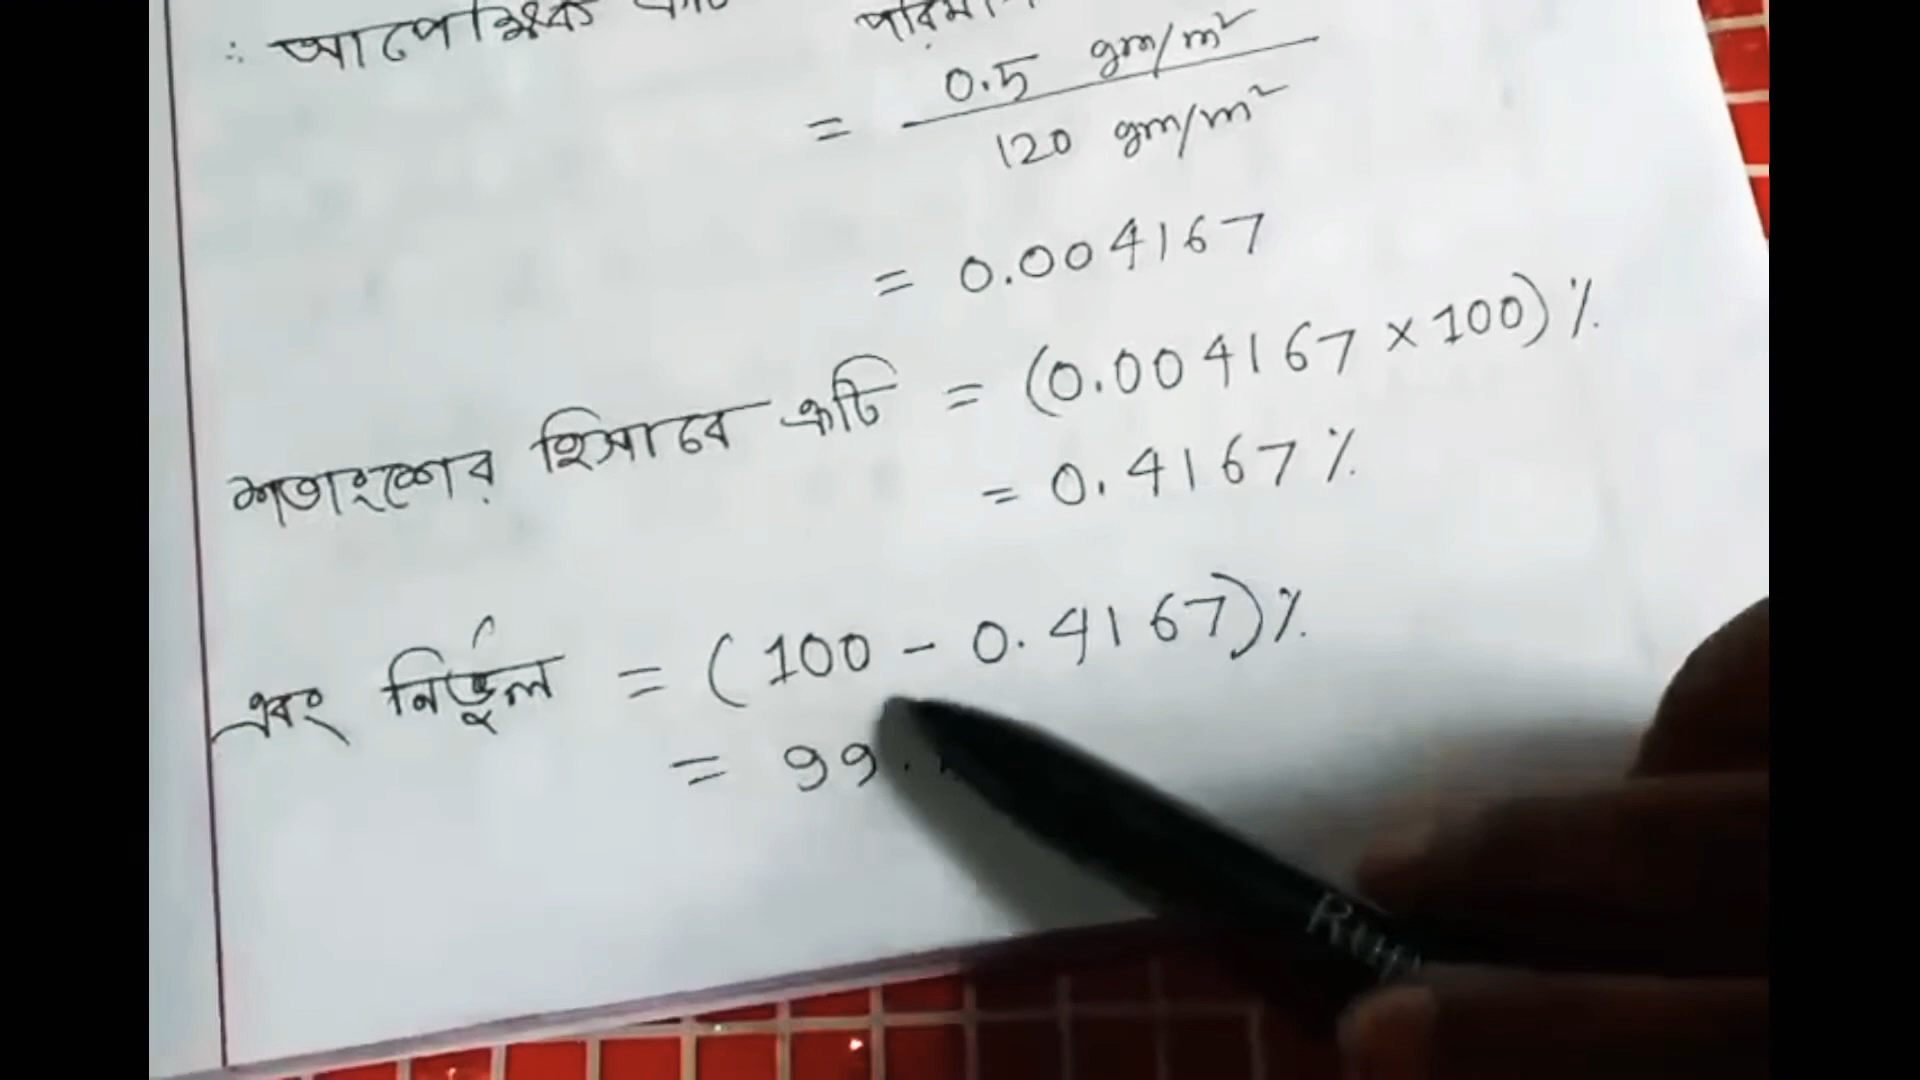 ∴ আপেক্ষিক
= 0.5 gm/m² / 120 gm/m²
= 0.004167
শতাংশের হিসাবে ত্রুটি = (0.004167 × 100) %
= 0.4167 %
এবং নির্ভুল = (100 - 0.4167) %
= 99.